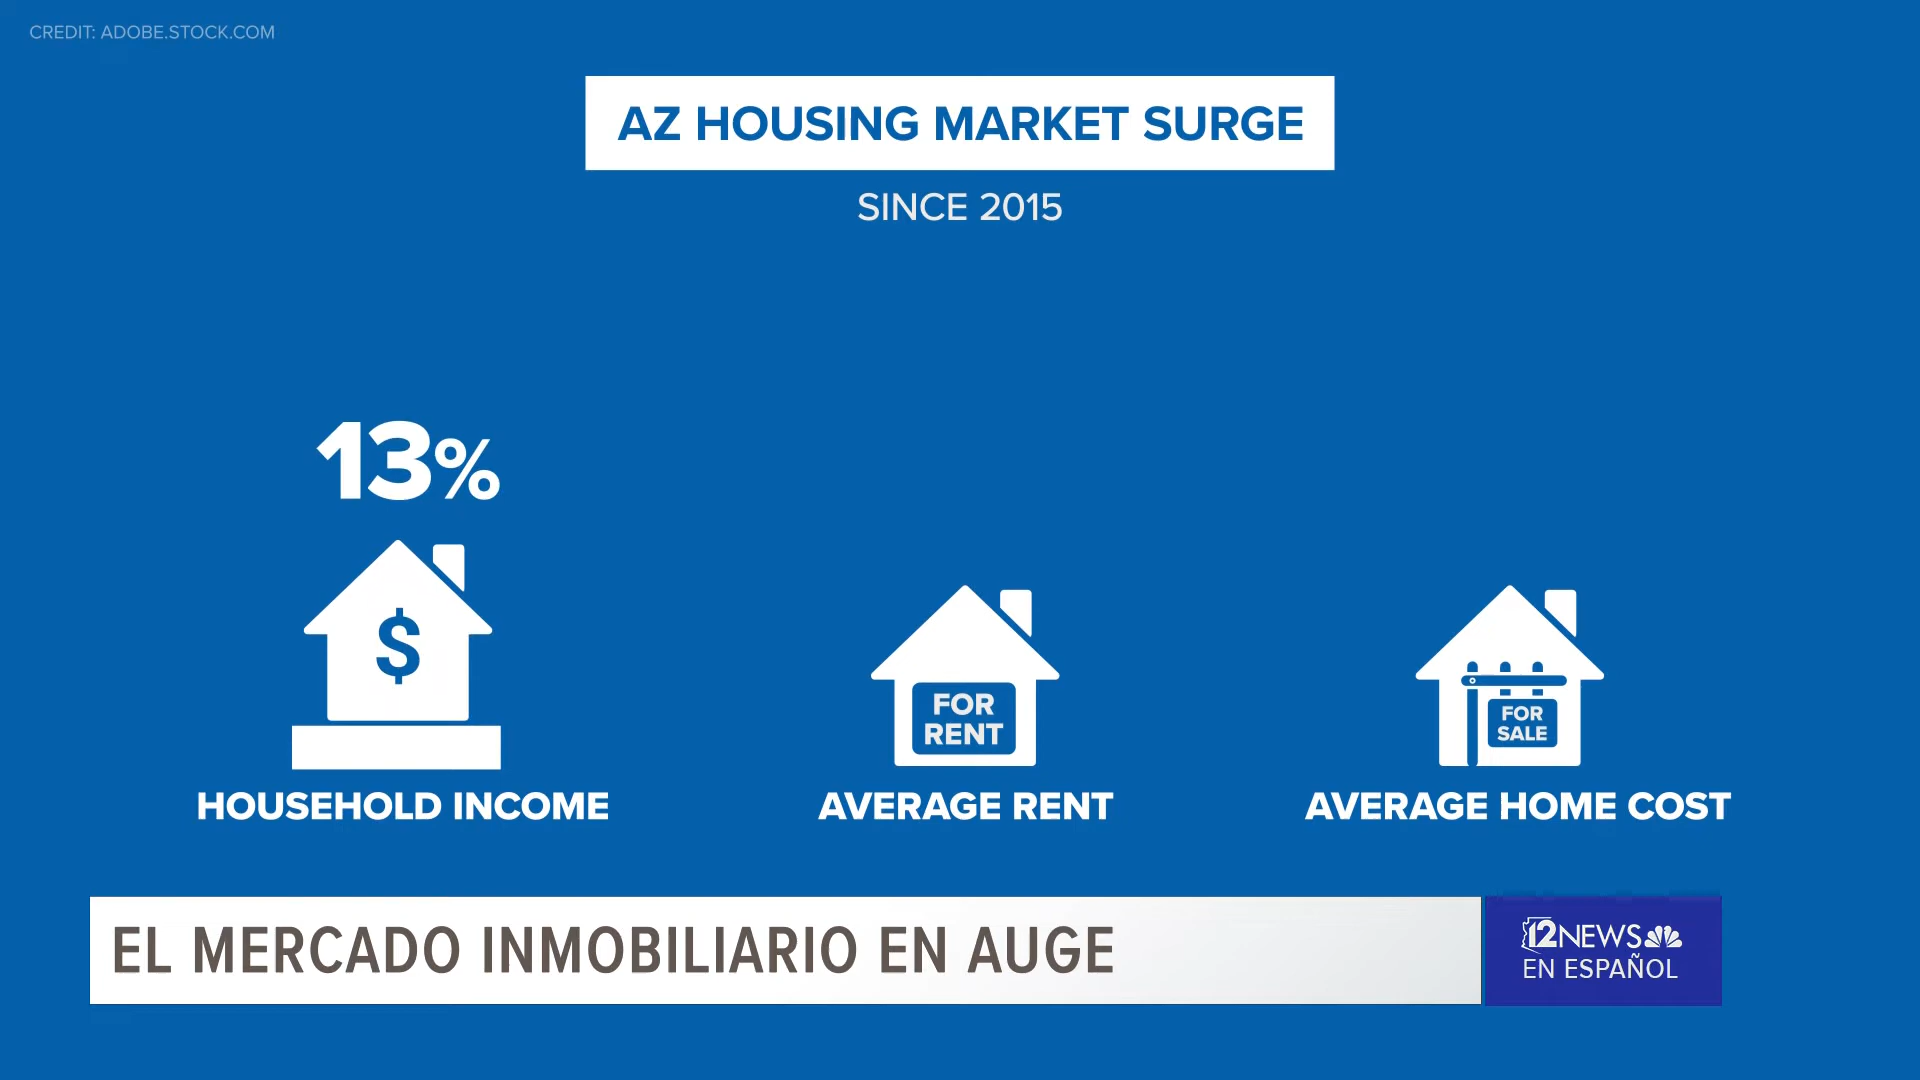 CREDIT: ADOBE.STOCK.COM
AZ HOUSING MARKET SURGE
SINCE 2015
13%
$
HOUSEHOLD INCOME
FOR
RENT
AVERAGE RENT
FOR
SALE
AVERAGE HOME COST
EL MERCADO INMOBILIARIO EN AUGE
12NEWS
EN ESPAÑOL